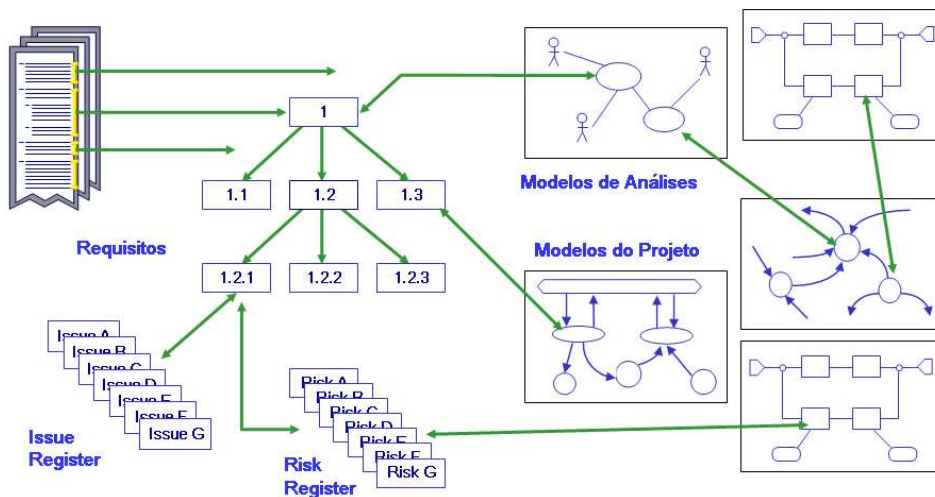 1
1.1
1.2
1.3
Modelos de Análises
Requisitos
Modelos do Projeto
1.2.1
1.2.2
1.2.3
Issue A
Issue B
Issue C
Issue D
Issue E
Issue F
Issue G
Issue
Register
Risk A
Risk B
Risk C
Risk D
Risk E
Risk F
Risk G
Risk
Register